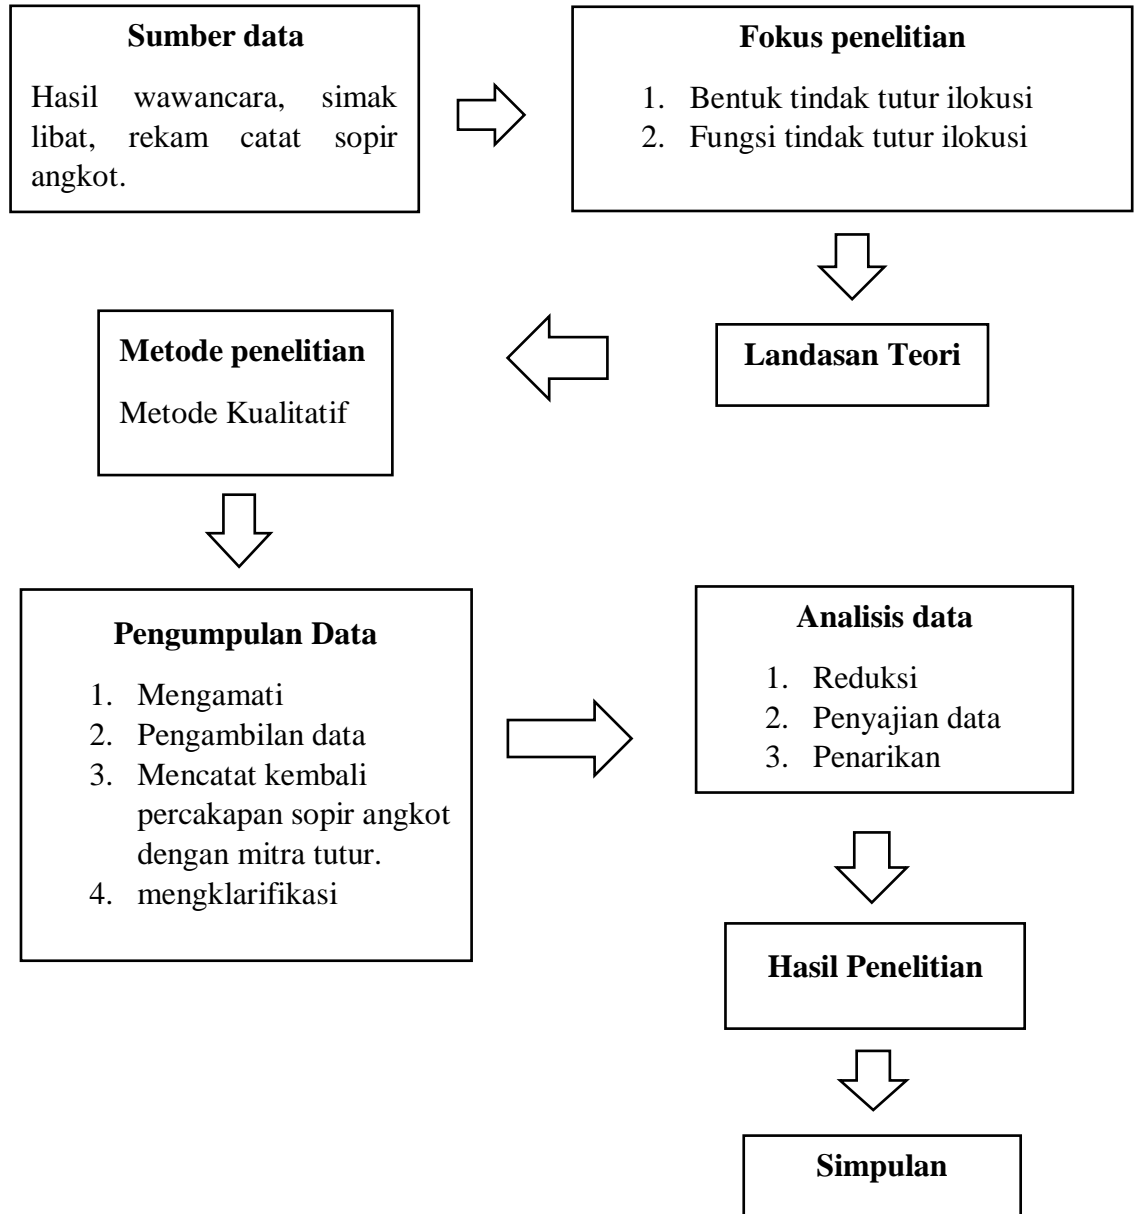 Sumber data
Hasil wawancara, simak
libat, rekam catat sopir
angkot.
Fokus penelitian
1. Bentuk tindak tutur ilokusi
2. Fungsi tindak tutur ilokusi
Landasan Teori
Metode penelitian
Metode Kualitatif
Pengumpulan Data
1. Mengamati
2. Pengambilan data
3. Mencatat kembali
percakapan sopir angkot
dengan mitra tutur.
4. mengklarifikasi
Analisis data
1. Reduksi
2. Penyajian data
3. Penarikan
Hasil Penelitian
Simpulan